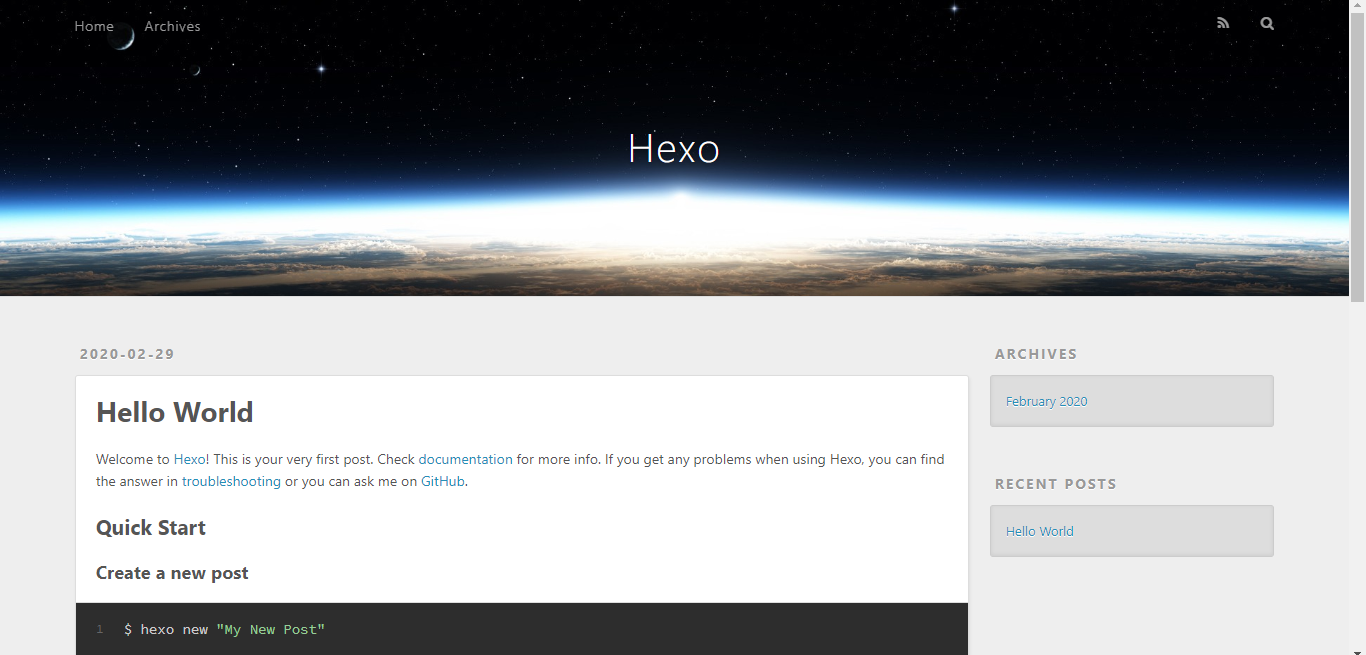 Home Archives
Hexo
2020-02-29
Hello World
Welcome to Hexo! This is your very first post. Check documentation for more info. If you get any problems when using Hexo, you can find
the answer in troubleshooting or you can ask me on GitHub.
Quick Start
Create a new post
1 $ hexo new "My New Post"
ARCHIVES
February 2020
RECENT POSTS
Hello World